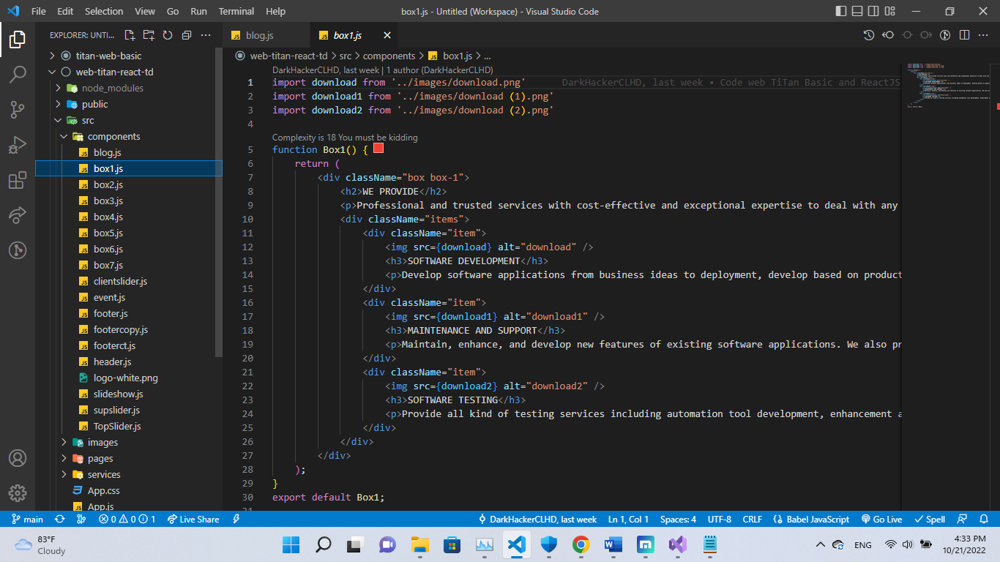 File Edit Selection View Go Run Terminal Help
box1.js - Untitled (Workspace) - Visual Studio Code
EXPLORER: UNTI...
titan-web-basic
web-titan-react-td
node_modules
public
src
components
blog.js
box1.js
box2.js
box3.js
box4.js
box5.js
box6.js
box7.js
clientslider.js
event.js
footer.js
footercopy.js
footerct.js
header.js
logo-white.png
slideshow.js
supslider.js
TopSlider.js
images
pages
services
App.css
App.js
JS blog.js JS box1.js
web-titan-react-td > src > components > JS box1.js > ...
DarkHackerCLHD, last week | 1 author (DarkHackerCLHD)
1 import download from '../images/download.png' DarkHackerCLHD, last week • Code web TiTan Basic and ReactJS
2 import download1 from '../images/download (1).png'
3 import download2 from '../images/download (2).png'
4
Complexity is 18 You must be kidding
5 function Box1() {
6 return (
7 <div className="box box-1">
8 <h2>WE PROVIDE</h2>
9 <p>Professional and trusted services with cost-effective and exceptional expertise to deal with any
10 <div className="items">
11 <div className="item">
12 <img src={download} alt="download" />
13 <h3>SOFTWARE DEVELOPMENT</h3>
14 <p>Develop software applications from business ideas to deployment, develop based on product
15 </div>
16 <div className="item">
17 <img src={download1} alt="download1" />
18 <h3>MAINTENANCE AND SUPPORT</h3>
19 <p>Maintain, enhance, and develop new features of existing software applications. We also pr
20 </div>
21 <div className="item">
22 <img src={download2} alt="download2" />
23 <h3>SOFTWARE TESTING</h3>
24 <p>Provide all kind of testing services including automation tool development, enhancement a
25 </div>
26 </div>
27 </div>
28 );
29 }
30 export default Box1;
main 0 0 1 Live Share DarkHackerCLHD, last week Ln 1, Col 1 Spaces: 4 UTF-8 CRLF Babel JavaScript Go Live Spell
83°F
Cloudy
ENG
4:33 PM
10/21/2022